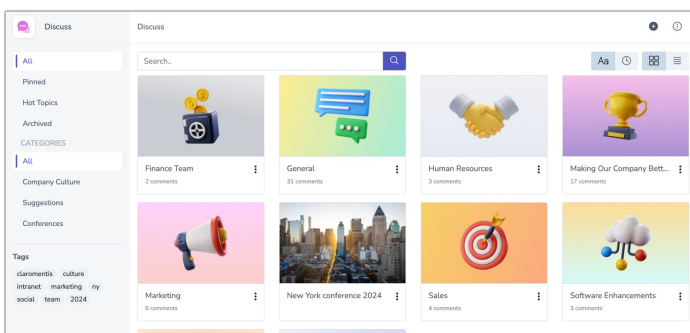 Discuss
Discuss
All
Pinned
Hot Topics
Archived
CATEGORIES
All
Company Culture
Suggestions
Conferences
Tags
claromentis culture
intranet marketing ny
social team 2024
Search..
Aa
Finance Team
2 comments
General
31 comments
Human Resources
3 comments
Making Our Company Bett...
17 comments
Marketing
6 comments
New York conference 2024
Sales
4 comments
Software Enhancements
3 comments